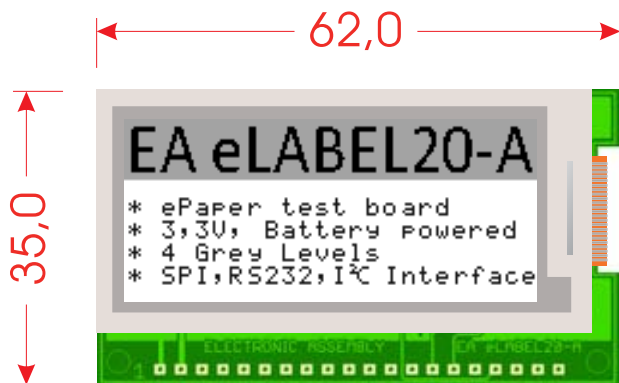 62,0
35,0
EA eLABEL20-A
* ePaper test board
* 3,3V, Battery powered
* 4 Grey Levels
* SPI,RS232,I²C Interface
ELECTRONIC ASSEMBLY EA eLABEL20-A
1